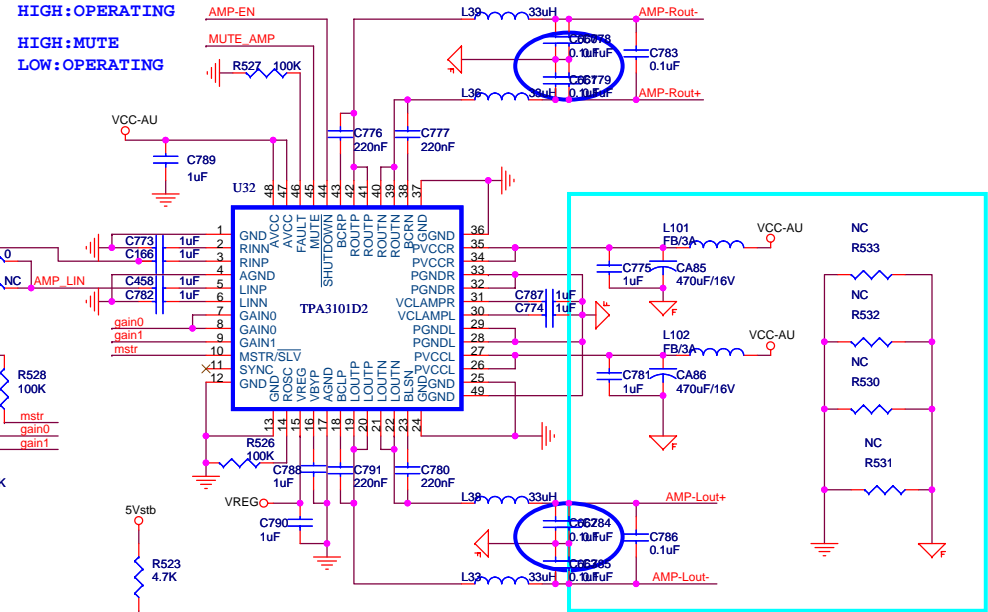 HIGH:OPERATING
HIGH:MUTE
LOW:OPERATING
AMP-EN
MUTE_AMP
R527 100K
L39 33uH
AMP-Rout-
C783
0.1uF
L36 33uH
AMP-Rout+
VCC-AU
C789
1uF
C776
220nF
C777
220nF
U32
48 47 46 45 44 43 42 41 40 39 38 37
AVCC
AVCC
FAULT
MUTE
SHUTDOWN
BCRP
ROUTP
ROUTP
ROUTN
ROUTN
BCRN
GND
1 GND
2 RINN
3 RINP
4 AGND
5 LINP
6 LINN
7 GAIN0
8 GAIN0
9 GAIN1
10 MSTR/SLV
11 SYNC
12 GND
TPA3101D2
PGND 36
PVCCR 35
PVCCR 34
PGNDR 33
PGNDR 32
VCLAMPR 31
VCLAMPL 30
PGNDL 29
PGNDL 28
PVCCL 27
PVCCL 26
GND 25
GND 49
GND
ROSC
VREG
VBYP
AGND
BCLP
LOUTP
LOUTP
LOUTN
LOUTN
BLSN
GND
13 14 15 16 17 18 19 20 21 22 23 24
C773 1uF
C166 1uF
C458 1uF
C782 1uF
0
NC
AMP_LIN
gain0
gain1
mstr
R528
100K
mstr
gain0
gain1
K
5Vstb
R523
4.7K
R526
100K
C788
1uF
C791
220nF
C780
220nF
VREG
C790
1uF
C787 1uF
C774 1uF
L101
FB/3A
VCC-AU
C775
1uF
CA85
470uF/16V
F
L102
FB/3A
VCC-AU
C781
1uF
CA86
470uF/16V
F
NC
R533
NC
R532
NC
R530
NC
R531
F
L38 33uH
AMP-Lout+
C786
0.1uF
L33 33uH
AMP-Lout-